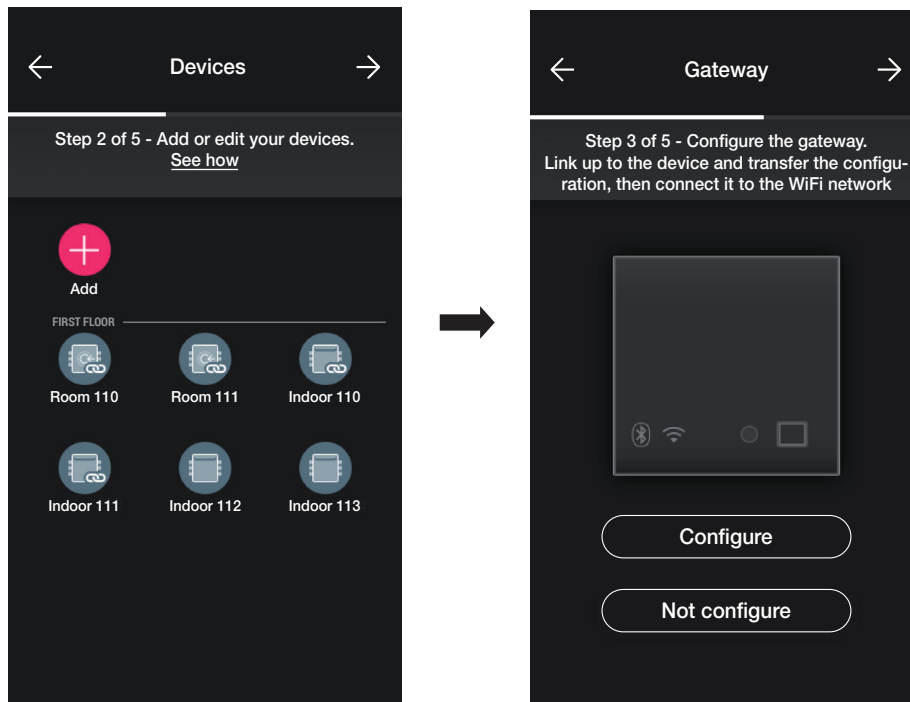 Devices
Step 2 of 5 - Add or edit your devices.
See how
Add
FIRST FLOOR
Room 110
Room 111
Indoor 110
Indoor 111
Indoor 112
Indoor 113
Gateway
Step 3 of 5 - Configure the gateway.
Link up to the device and transfer the configu-
ration, then connect it to the WiFi network
Configure
Not configure